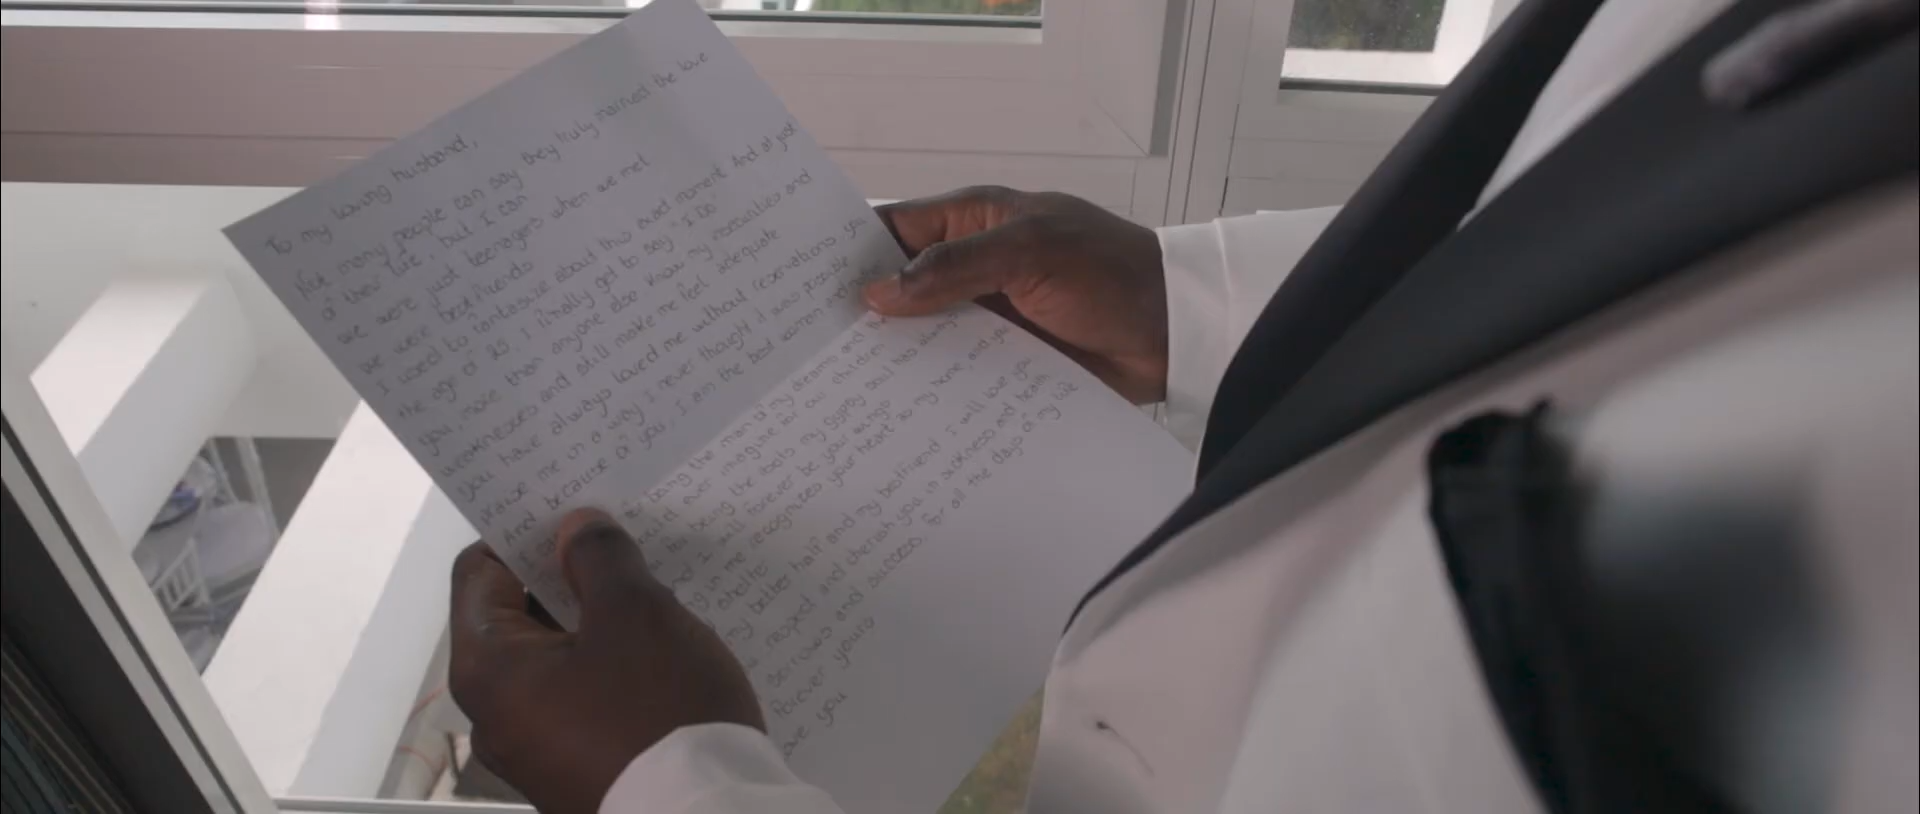 To my loving husband,
Not many people can say they truly married the love
of their life, but I can
We were just teenagers when we met
we were best friends
I used to fantasize about this exact moment And at just
the age of 25 I finally get to say "I DO"
you, more than anyone else know my insecurities and
weaknesses and still make me feel adequate
you have always loved me without reservations you
praise me in a way I never thought it was possible
And because of you, I am the best woman and
for being the man of my dreams and
could ever imagine for our children
for being the roots my gypsy soul has always
and I will forever be your wings
in me recognizes your heart as my home, and you
shelter
my better half and my bestfriend I will love you
respect and cherish you, in sickness and health
sorrows and success for all the days of my life
Forever yours
love you